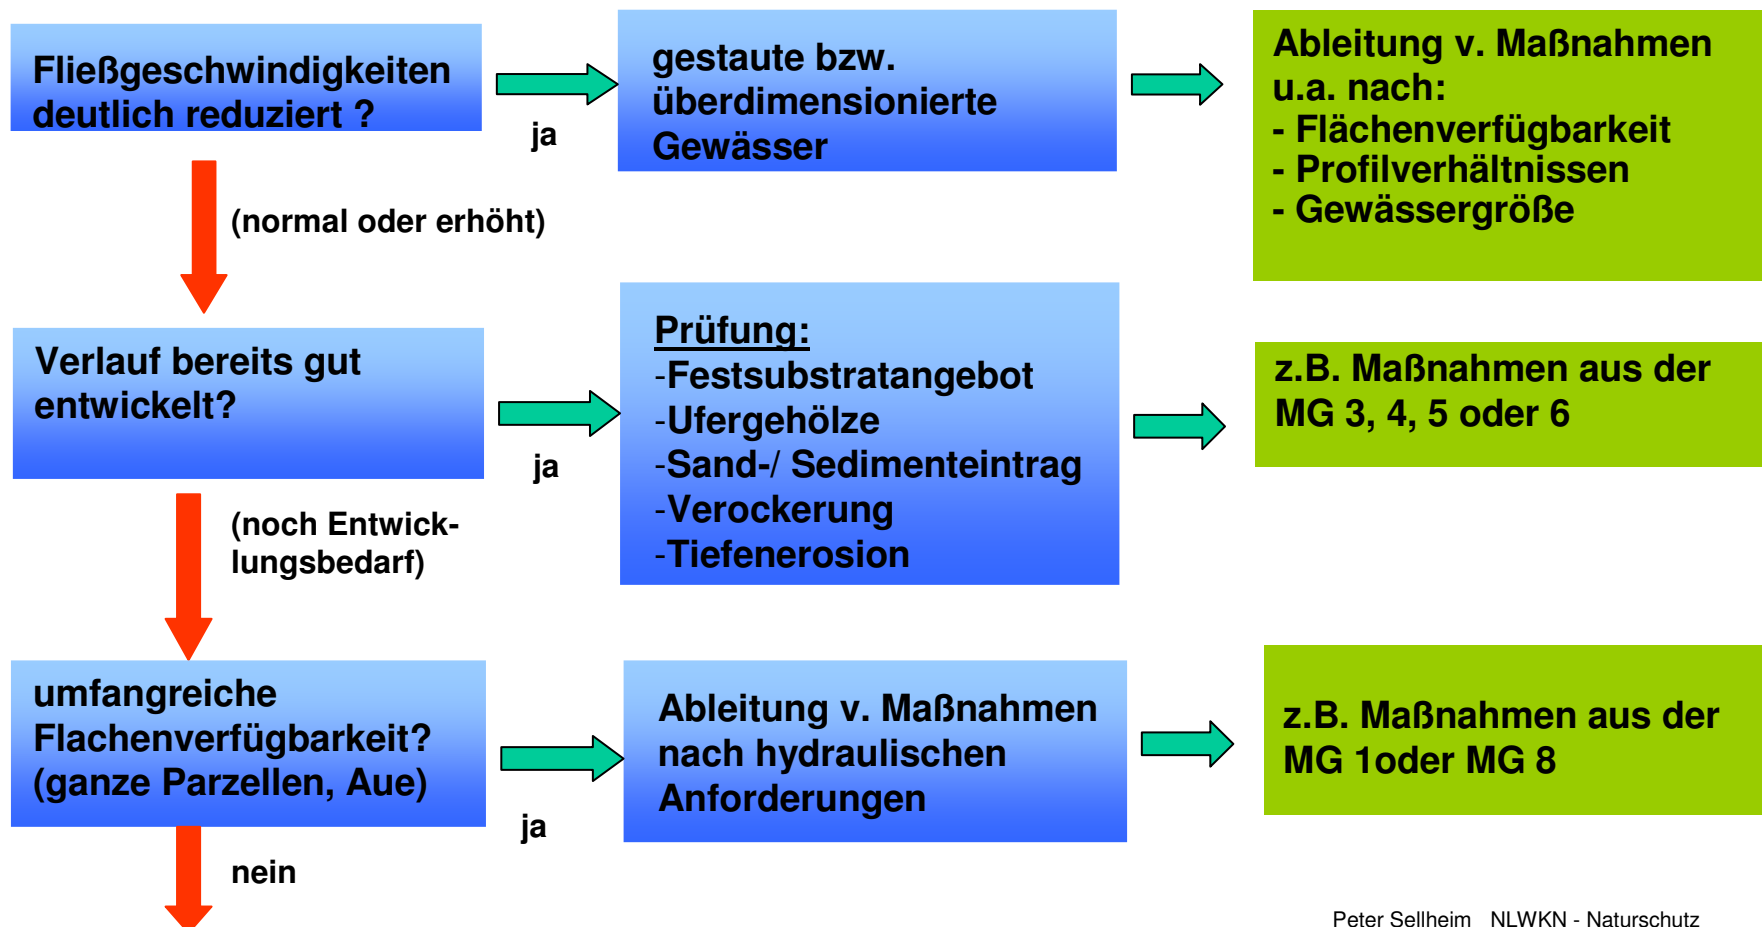 Fließgeschwindigkeiten
deutlich reduziert ?
ja
gestaute bzw.
überdimensionierte
Gewässer
Ableitung v. Maßnahmen
u.a. nach:
- Flächenverfügbarkeit
- Profilverhältnissen
- Gewässergröße
(normal oder erhöht)
Verlauf bereits gut
entwickelt?
ja
Prüfung:
-Festsubstratangebot
-Ufergehölze
-Sand-/ Sedimenteintrag
-Verockerung
-Tiefenerosion
z.B. Maßnahmen aus der
MG 3, 4, 5 oder 6
(noch Entwick-
lungsbedarf)
umfangreiche
Flachenverfügbarkeit?
(ganze Parzellen, Aue)
ja
Ableitung v. Maßnahmen
nach hydraulischen
Anforderungen
z.B. Maßnahmen aus der
MG 1oder MG 8
nein
Peter Sellheim NLWKN - Naturschutz